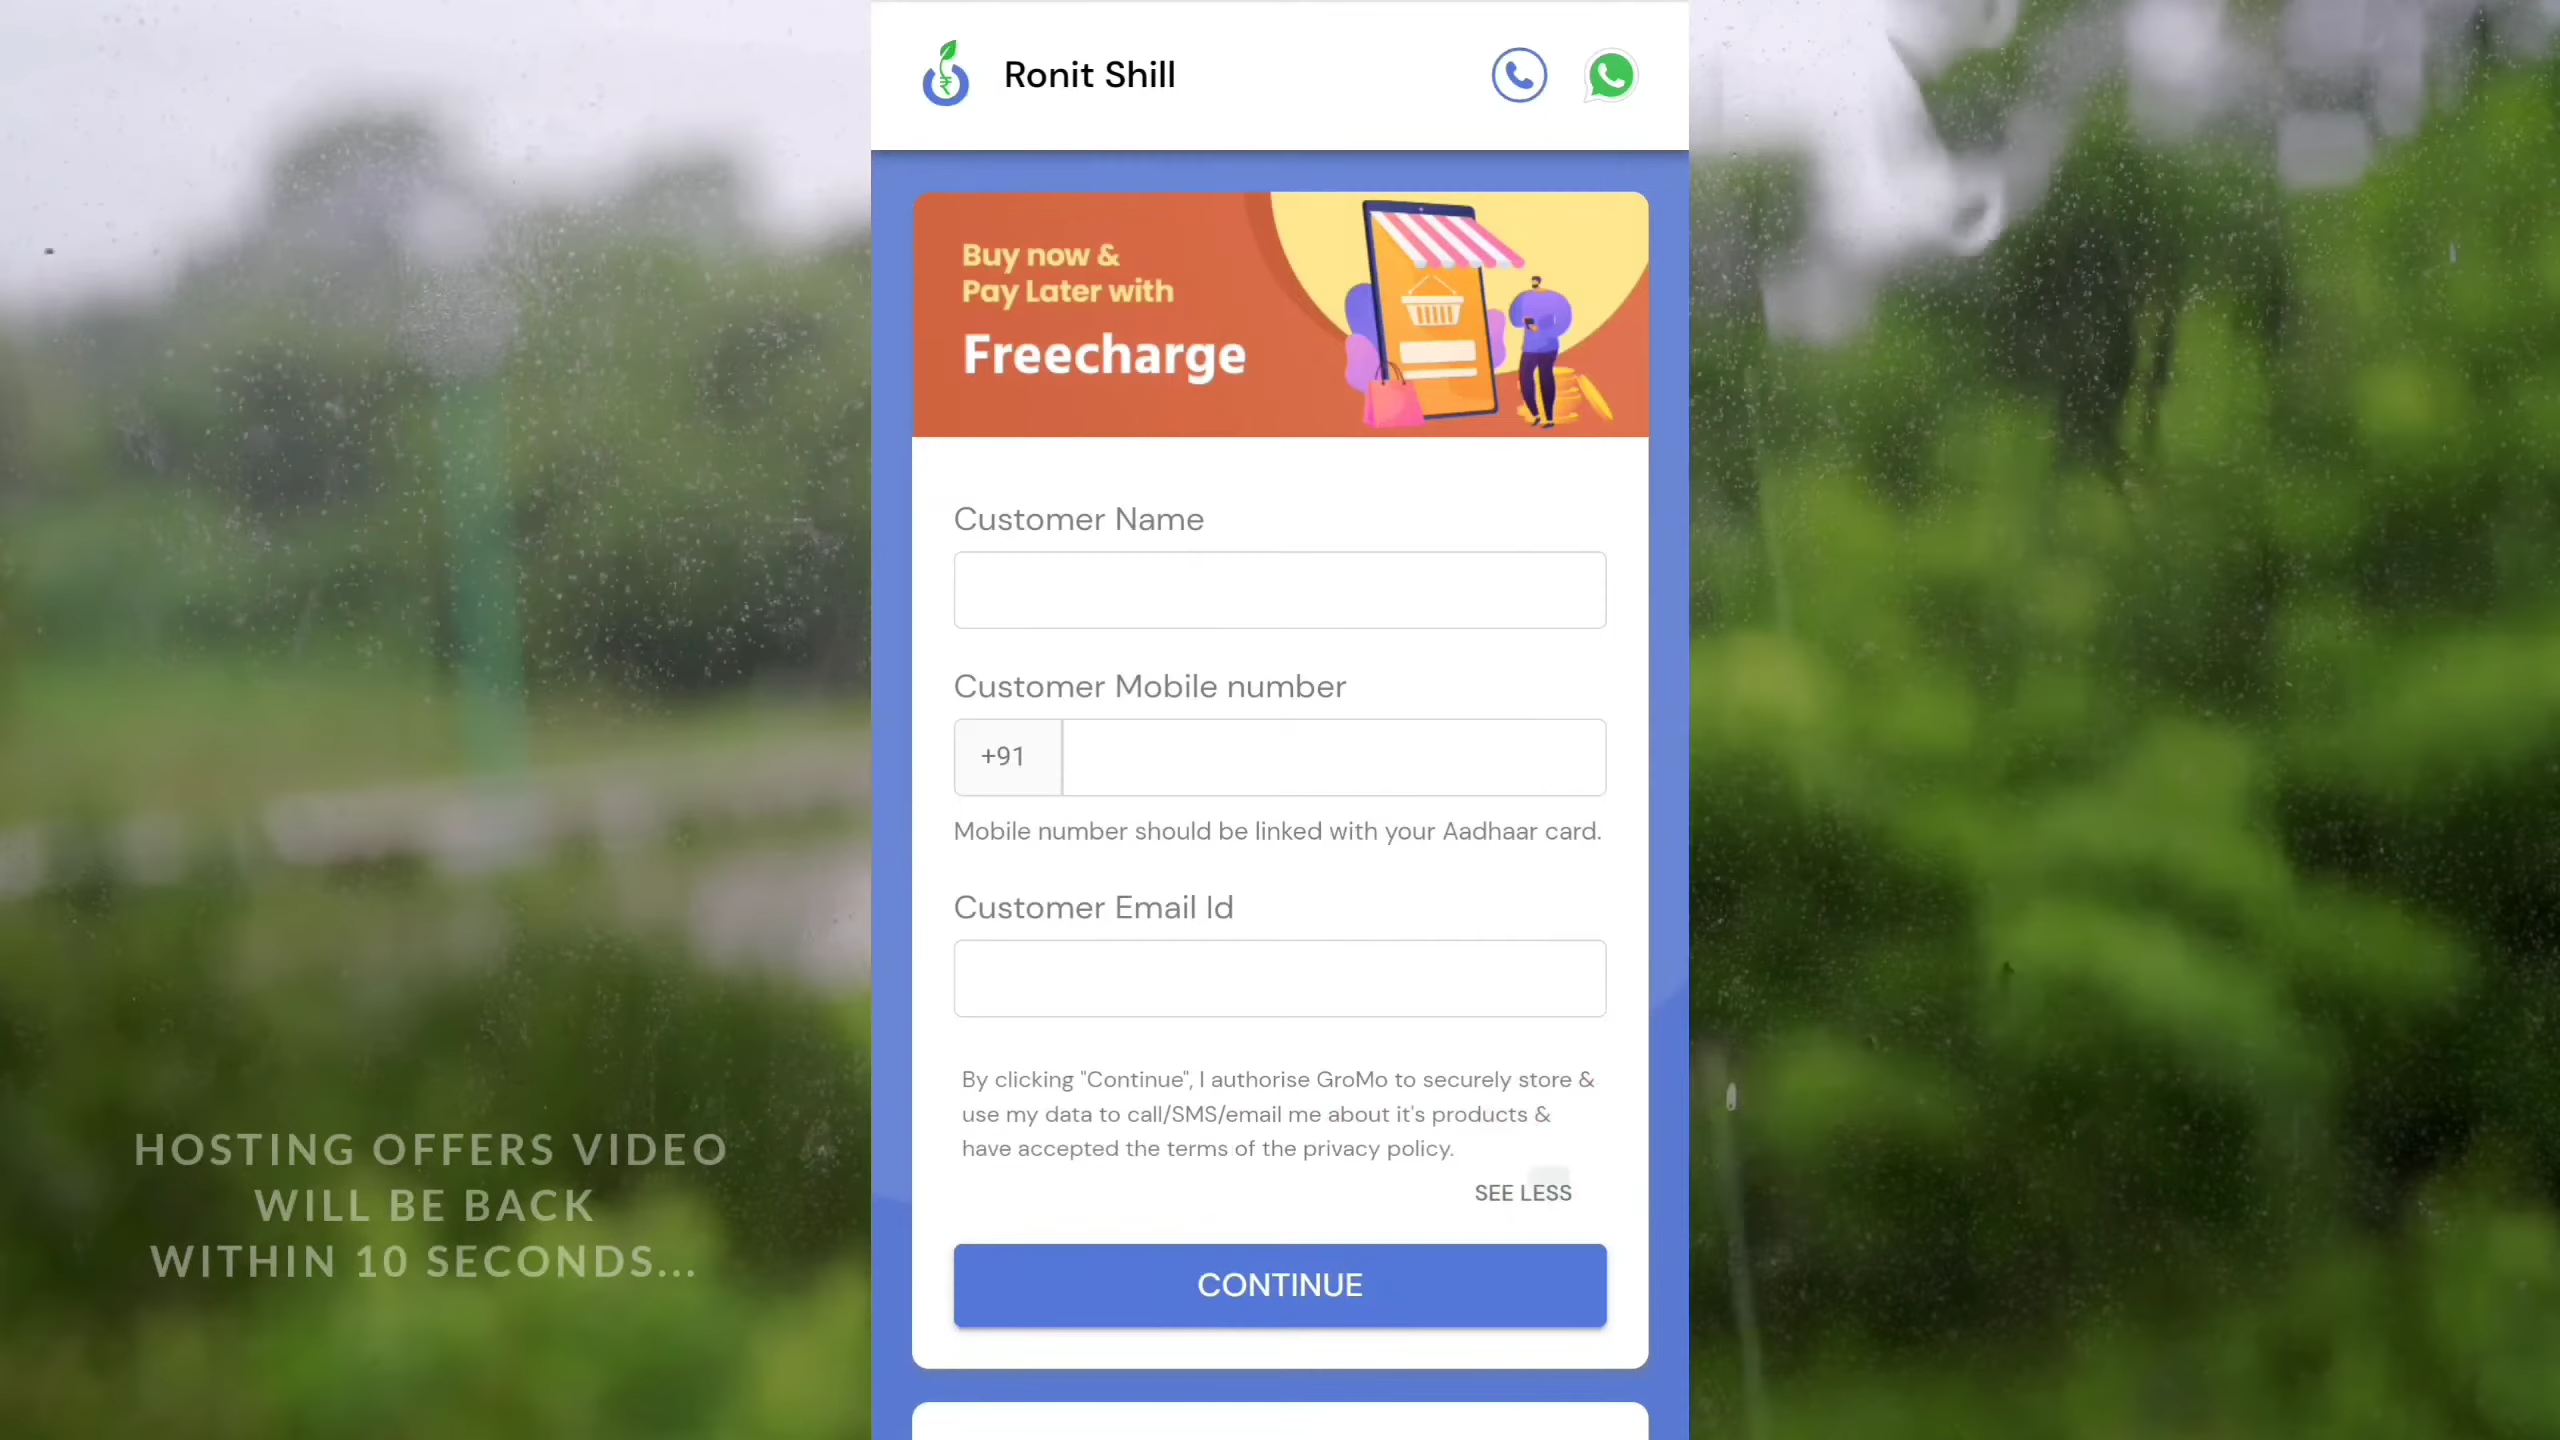 Ronit Shill
Buy now &
Pay Later with
Freecharge
Customer Name
Customer Mobile number
+91
Mobile number should be linked with your Aadhaar card.
Customer Email Id
By clicking "Continue", I authorise GroMo to securely store &
use my data to call/SMS/email me about it's products &
have accepted the terms of the privacy policy.
SEE LESS
CONTINUE
HOSTING OFFERS VIDEO
WILL BE BACK
WITHIN 10 SECONDS...